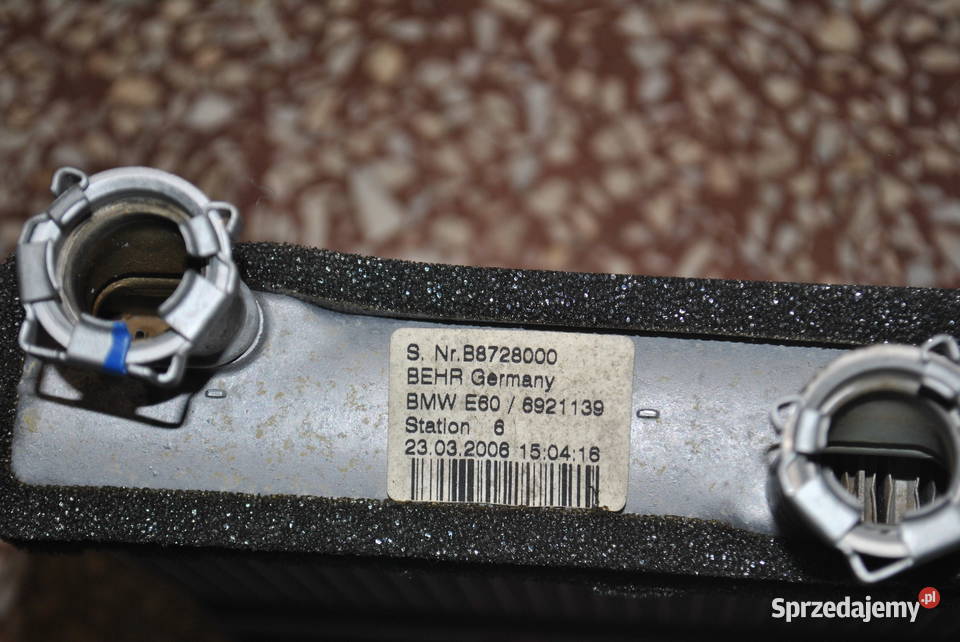 S. Nr.B8728000
BEHR Germany
BMW E60 / 6921139
Station 6
23.03.2006 15:04:16
Sprzedajemy.pl